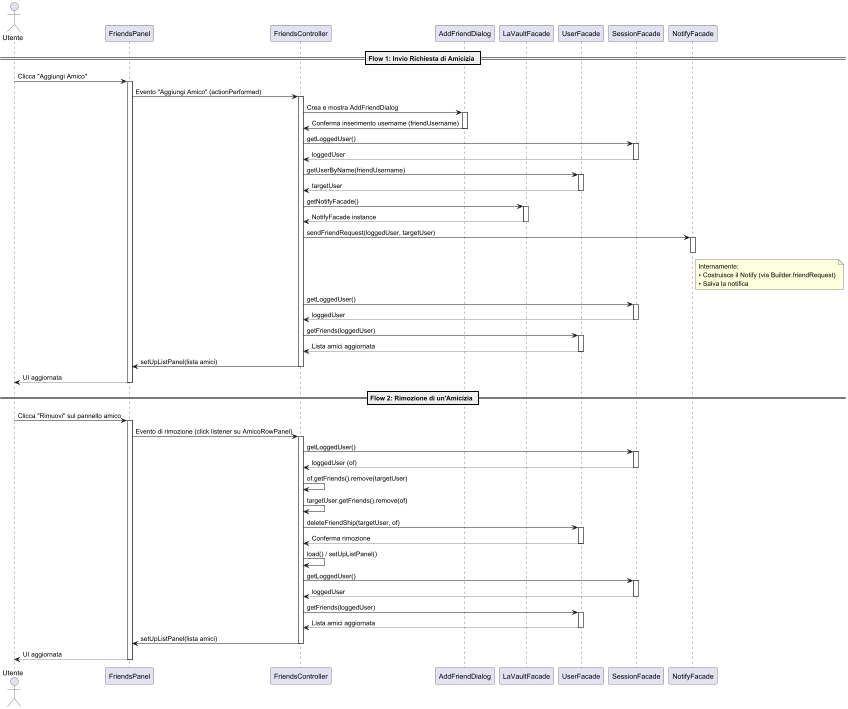 Utente
FriendsPanel
FriendsController
AddFriendDialog
LaVaultFacade
UserFacade
SessionFacade
NotifyFacade
Flow 1: Invio Richiesta di Amicizia
Clicca "Aggiungi Amico"
Evento "Aggiungi Amico" (actionPerformed)
Crea e mostra AddFriendDialog
Conferma inserimento username (friendUsername)
getLoggedUser()
loggedUser
getUserByName(friendUsername)
targetUser
getNotifyFacade()
NotifyFacade instance
sendFriendRequest(loggedUser, targetUser)
Internamente:
• Costruisce il Notify (via Builder.friendRequest)
• Salva la notifica
getLoggedUser()
loggedUser
getFriends(loggedUser)
Lista amici aggiornata
setUpListPanel(lista amici)
UI aggiornata
Flow 2: Rimozione di un'Amicizia
Clicca "Rimuovi" sul pannello amico
Evento di rimozione (click listener su AmicoRowPanel)
getLoggedUser()
loggedUser (of)
of.getFriends().remove(targetUser)
targetUser.getFriends().remove(of)
deleteFriendShip(targetUser, of)
Conferma rimozione
load() / setUpListPanel()
getLoggedUser()
loggedUser
getFriends(loggedUser)
Lista amici aggiornata
setUpListPanel(lista amici)
UI aggiornata
Utente
FriendsPanel
FriendsController
AddFriendDialog
LaVaultFacade
UserFacade
SessionFacade
NotifyFacade